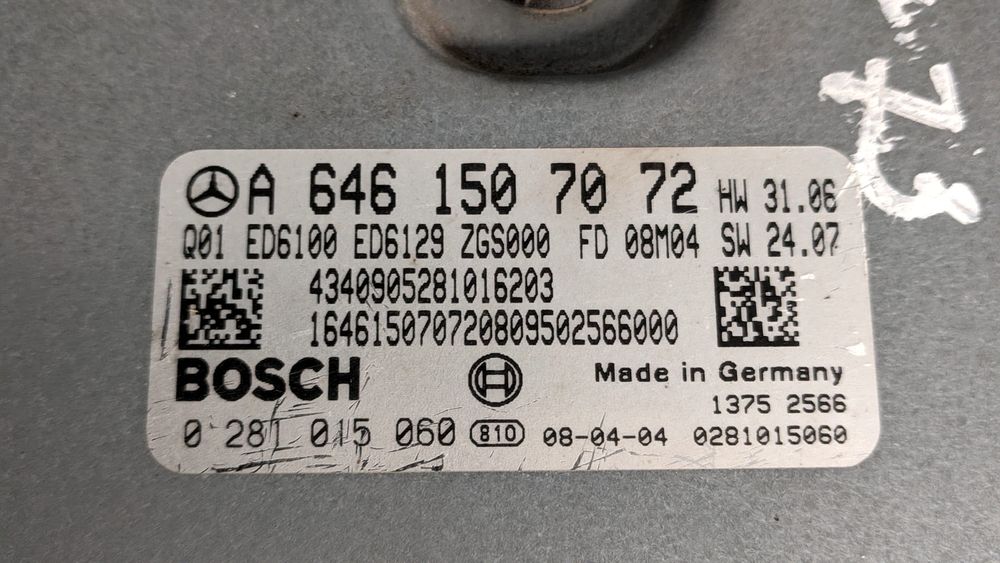 A 646 150 70 72 HW 31.06
Q01 ED6100 ED6129 ZGS000 FD 08M04 SW 24.07
4340905281016203
16461507072080950256600​0
BOSCH Made in Germany
1375 2566
0 281 015 060 810 08-04-04 0281015060